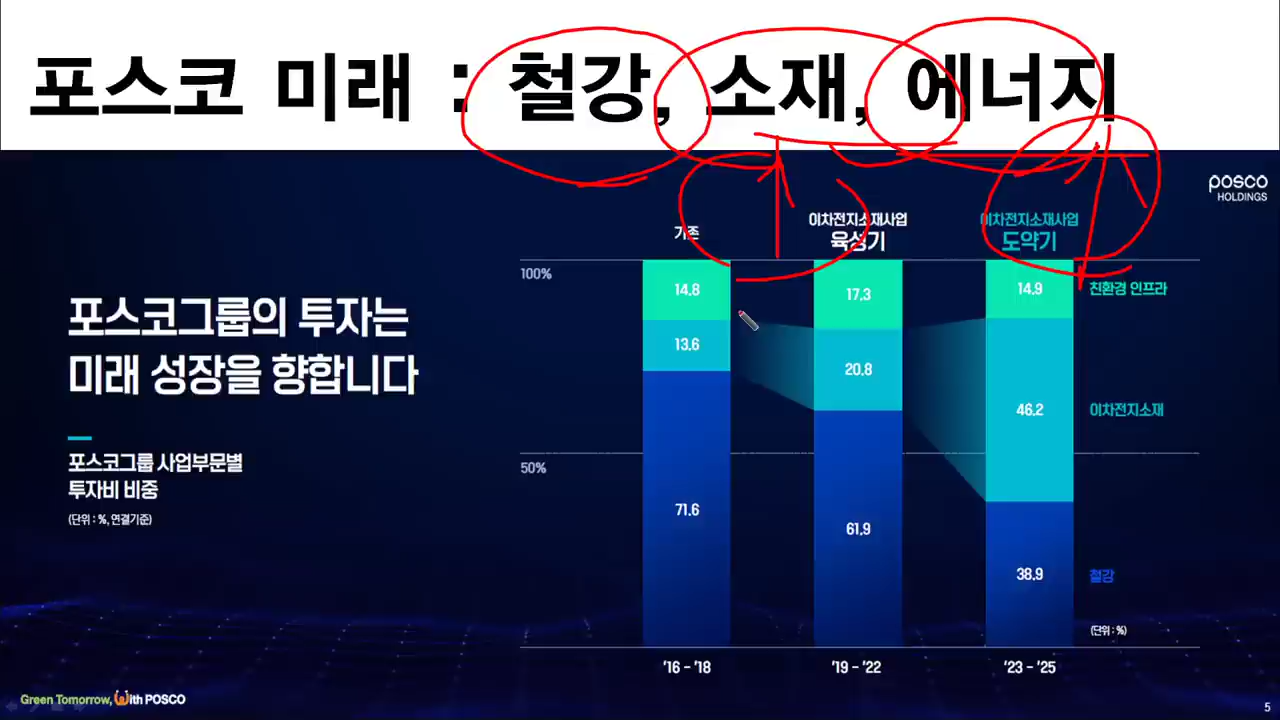 포스코 미래 : 철강, 소재, 에너지
posco
HOLDINGS
포스코그룹의 투자는
미래 성장을 향합니다
포스코그룹 사업부문별
투자비 비중
(단위 : %, 연결기준)
기존
이차전지소재사업
육성기
이차전지소재사업
도약기
100%
14.8
17.3
14.9
친환경 인프라
13.6
20.8
46.2
이차전지소재
50%
71.6
61.9
38.9
철강
(단위 : %)
'16 - '18
'19 - '22
'23 - '25
Green Tomorrow, With POSCO
5